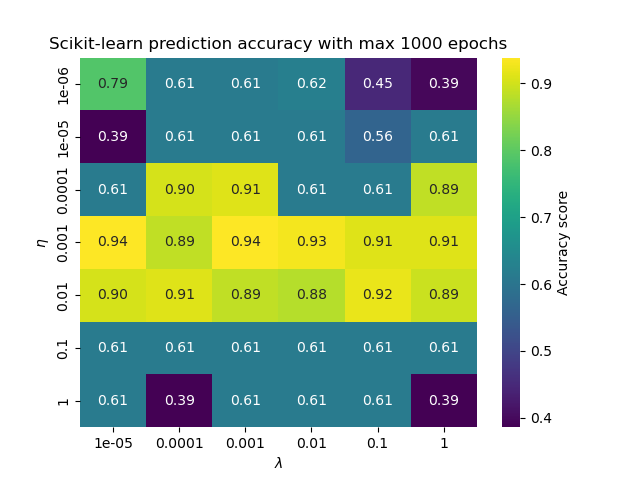 Scikit-learn prediction accuracy with max 1000 epochs
1e-06 0.79 0.61 0.61 0.62 0.45 0.39
1e-05 0.39 0.61 0.61 0.61 0.56 0.61
0.0001 0.61 0.90 0.91 0.61 0.61 0.89
0.001 0.94 0.89 0.94 0.93 0.91 0.91
0.01 0.90 0.91 0.89 0.88 0.92 0.89
0.1 0.61 0.61 0.61 0.61 0.61 0.61
1 0.61 0.39 0.61 0.61 0.61 0.39
η
1e-05 0.0001 0.001 0.01 0.1 1
λ
0.9
0.8
0.7
0.6
0.5
0.4
Accuracy score